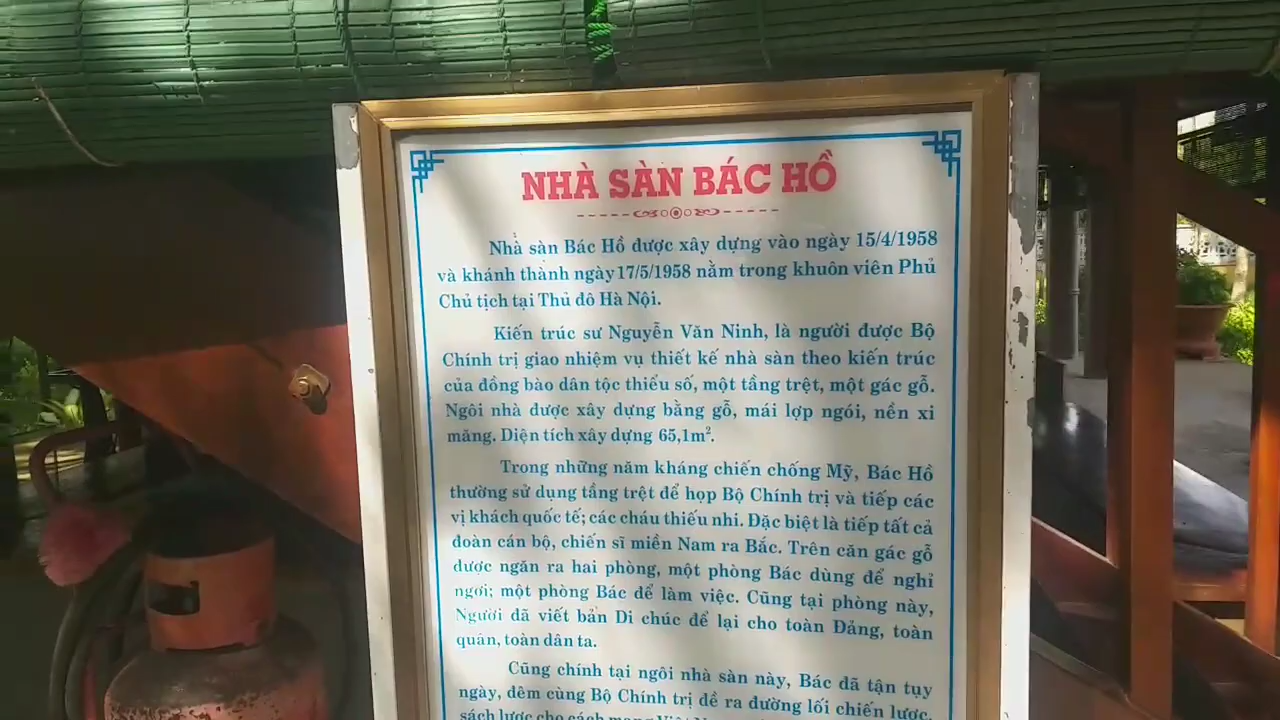 NHÀ SÀN BÁC HỒ
Nhà sàn Bác Hồ được xây dựng vào ngày 15/4/1958
và khánh thành ngày 17/5/1958 nằm trong khuôn viên Phủ
Chủ tịch tại Thủ đô Hà Nội.
Kiến trúc sư Nguyễn Văn Ninh, là người được Bộ
Chính trị giao nhiệm vụ thiết kế nhà sàn theo kiến trúc
của đồng bào dân tộc thiểu số, một tầng trệt, một gác gỗ.
Ngôi nhà được xây dựng bằng gỗ, mái lợp ngói, nền xi
măng. Diện tích xây dựng 65,1m².
Trong những năm kháng chiến chống Mỹ, Bác Hồ
thường sử dụng tầng trệt để họp Bộ Chính trị và tiếp các
vị khách quốc tế; các cháu thiếu nhi. Đặc biệt là tiếp tất cả
đoàn cán bộ, chiến sĩ miền Nam ra Bắc. Trên căn gác gỗ
được ngăn ra hai phòng, một phòng Bác dùng để nghỉ
ngơi; một phòng Bác để làm việc. Cũng tại phòng này,
Người đã viết bản Di chúc để lại cho toàn Đảng, toàn
quân, toàn dân ta.
Cũng chính tại ngôi nhà sàn này, Bác đã tận tụy
ngày, đêm cùng Bộ Chính trị đề ra đường lối chiến lược,
sách lược cho cách mạng Việt